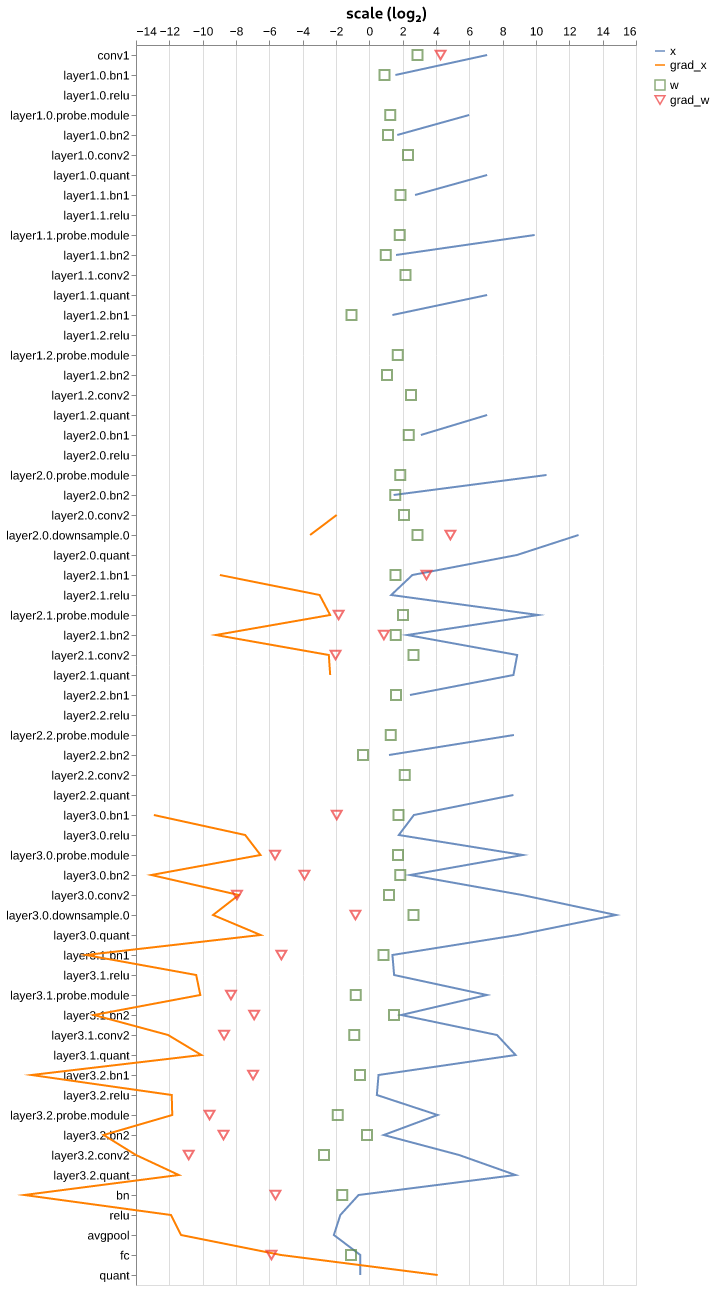 scale (log₂)
−14 −12 −10 −8 −6 −4 −2 0 2 4 6 8 10 12 14 16
conv1
layer1.0.bn1
layer1.0.relu
layer1.0.probe.module
layer1.0.bn2
layer1.0.conv2
layer1.0.quant
layer1.1.bn1
layer1.1.relu
layer1.1.probe.module
layer1.1.bn2
layer1.1.conv2
layer1.1.quant
layer1.2.bn1
layer1.2.relu
layer1.2.probe.module
layer1.2.bn2
layer1.2.conv2
layer1.2.quant
layer2.0.bn1
layer2.0.relu
layer2.0.probe.module
layer2.0.bn2
layer2.0.conv2
layer2.0.downsample.0
layer2.0.quant
layer2.1.bn1
layer2.1.relu
layer2.1.probe.module
layer2.1.bn2
layer2.1.conv2
layer2.1.quant
layer2.2.bn1
layer2.2.relu
layer2.2.probe.module
layer2.2.bn2
layer2.2.conv2
layer2.2.quant
layer3.0.bn1
layer3.0.relu
layer3.0.probe.module
layer3.0.bn2
layer3.0.conv2
layer3.0.downsample.0
layer3.0.quant
layer3.1.bn1
layer3.1.relu
layer3.1.probe.module
layer3.1.bn2
layer3.1.conv2
layer3.1.quant
layer3.2.bn1
layer3.2.relu
layer3.2.probe.module
layer3.2.bn2
layer3.2.conv2
layer3.2.quant
bn
relu
avgpool
fc
quant
x
grad_x
w
grad_w